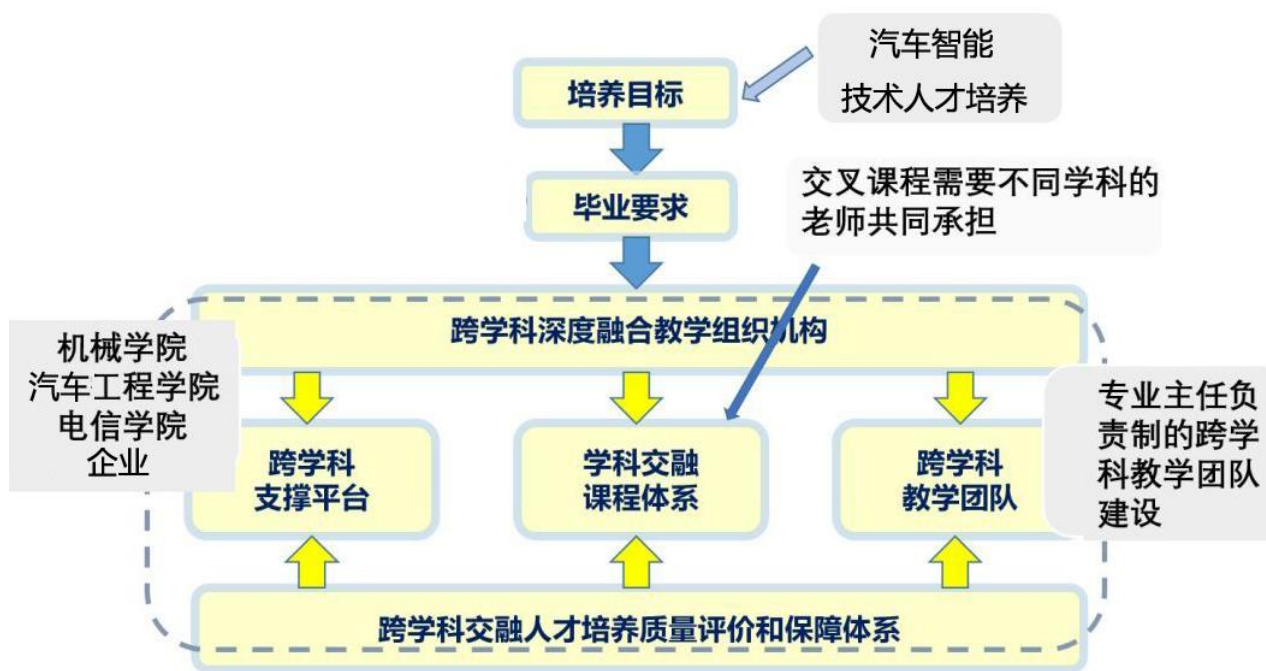 汽车智能
技术人才培养
培养目标
毕业要求
交叉课程需要不同学科的
老师共同承担
跨学科深度融合教学组织机构
机械学院
汽车工程学院
电信学院
企业
跨学科
支撑平台
学科交融
课程体系
跨学科
教学团队
专业主任负
责制的跨学
科教学团队
建设
跨学科交融人才培养质量评价和保障体系